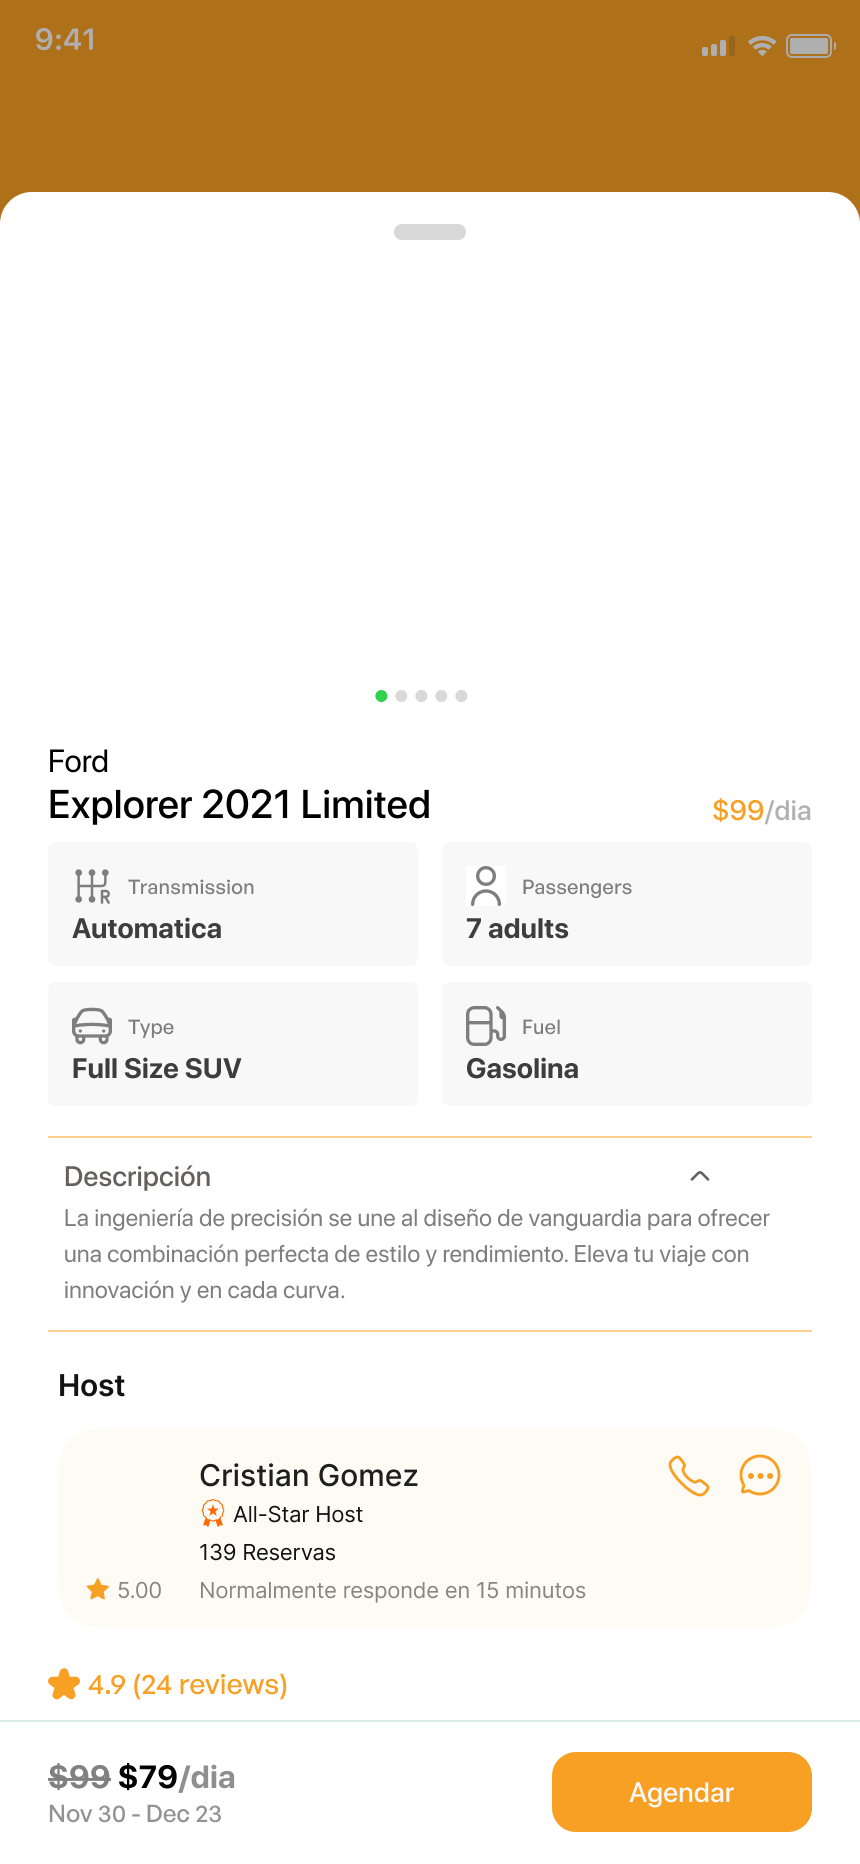 9:41
Ford
Explorer 2021 Limited
$99/dia
Transmission
Automatica
Passengers
7 adults
Type
Full Size SUV
Fuel
Gasolina
Descripción
La ingeniería de precisión se une al diseño de vanguardia para ofrecer
una combinación perfecta de estilo y rendimiento. Eleva tu viaje con
innovación y en cada curva.
Host
Cristian Gomez
All-Star Host
139 Reservas
5.00
Normalmente responde en 15 minutos
4.9 (24 reviews)
$99 $79/dia
Nov 30 - Dec 23
Agendar